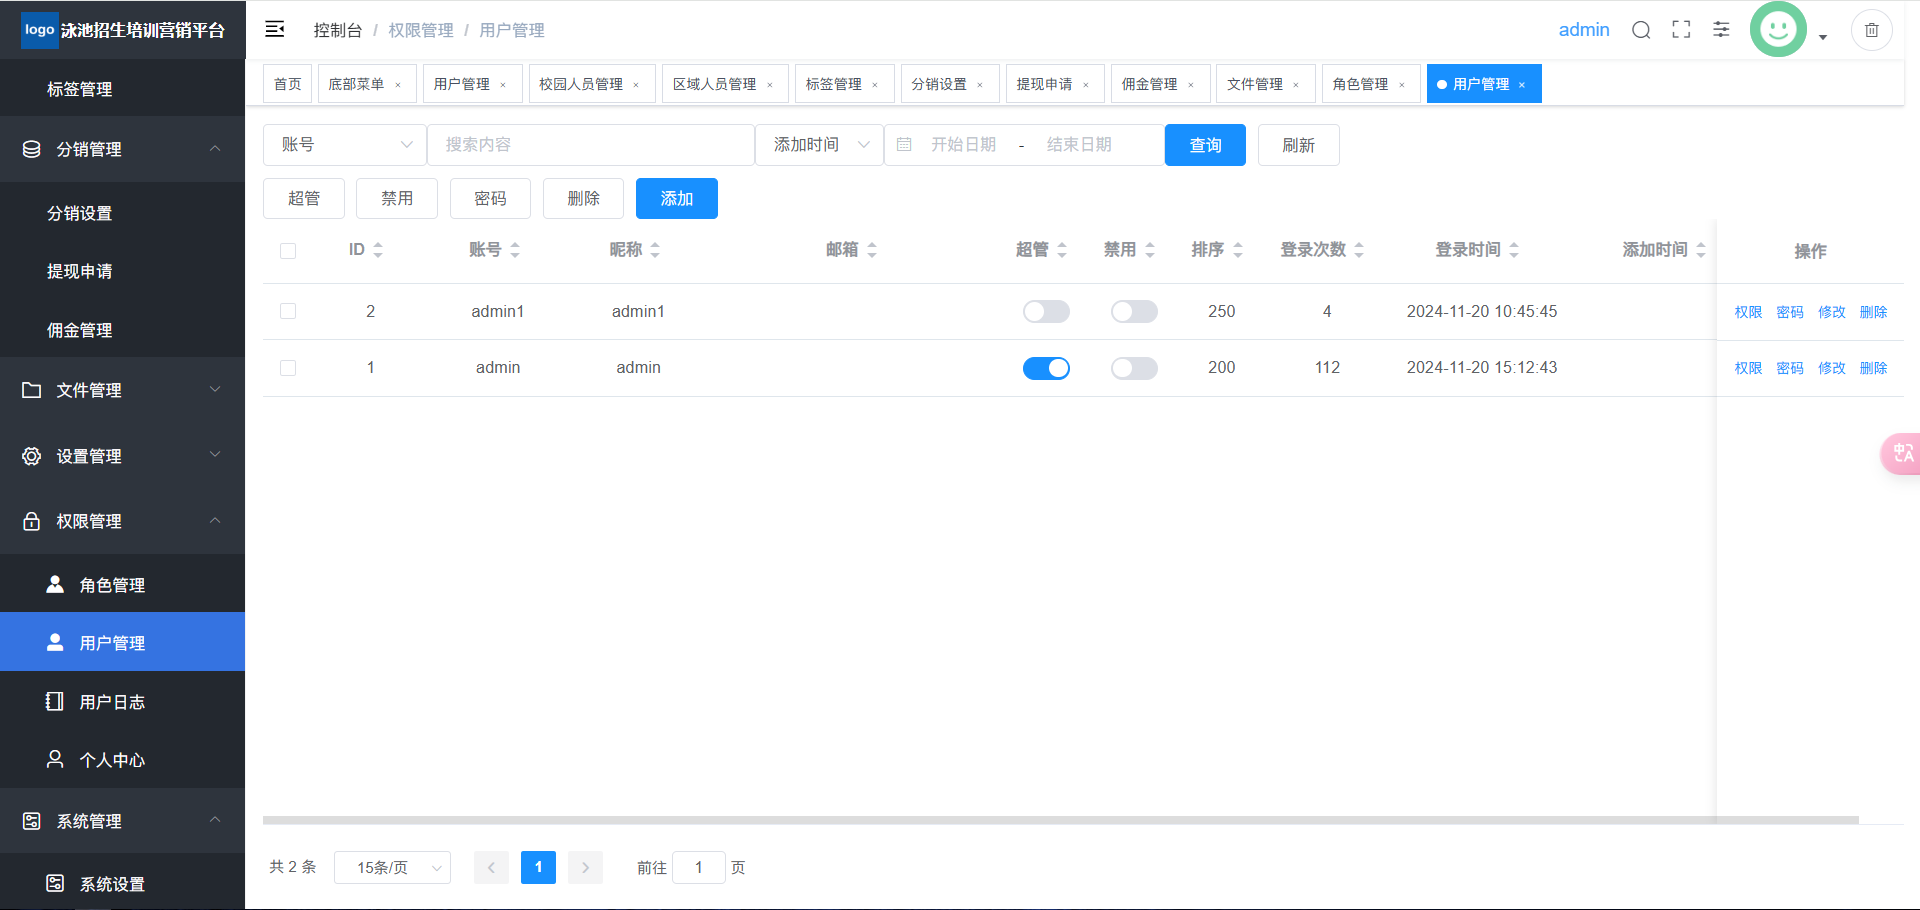 logo 泳池招生培训营销平台
控制台 / 权限管理 / 用户管理
admin
标签管理
分销管理
分销设置
提现申请
佣金管理
文件管理
设置管理
权限管理
角色管理
用户管理
用户日志
个人中心
系统管理
系统设置
首页 底部菜单 × 用户管理 × 校园人员管理 × 区域人员管理 × 标签管理 × 分销设置 × 提现申请 × 佣金管理 × 文件管理 × 角色管理 × 用户管理 ×
账号 搜索内容 添加时间 开始日期 - 结束日期 查询 刷新
超管 禁用 密码 删除 添加
ID 账号 昵称 邮箱 超管 禁用 排序 登录次数 登录时间 添加时间 操作
2 admin1 admin1 250 4 2024-11-20 10:45:45 权限 密码 修改 删除
1 admin admin 200 112 2024-11-20 15:12:43 权限 密码 修改 删除
中A
共 2 条 15条/页 1 前往 1 页